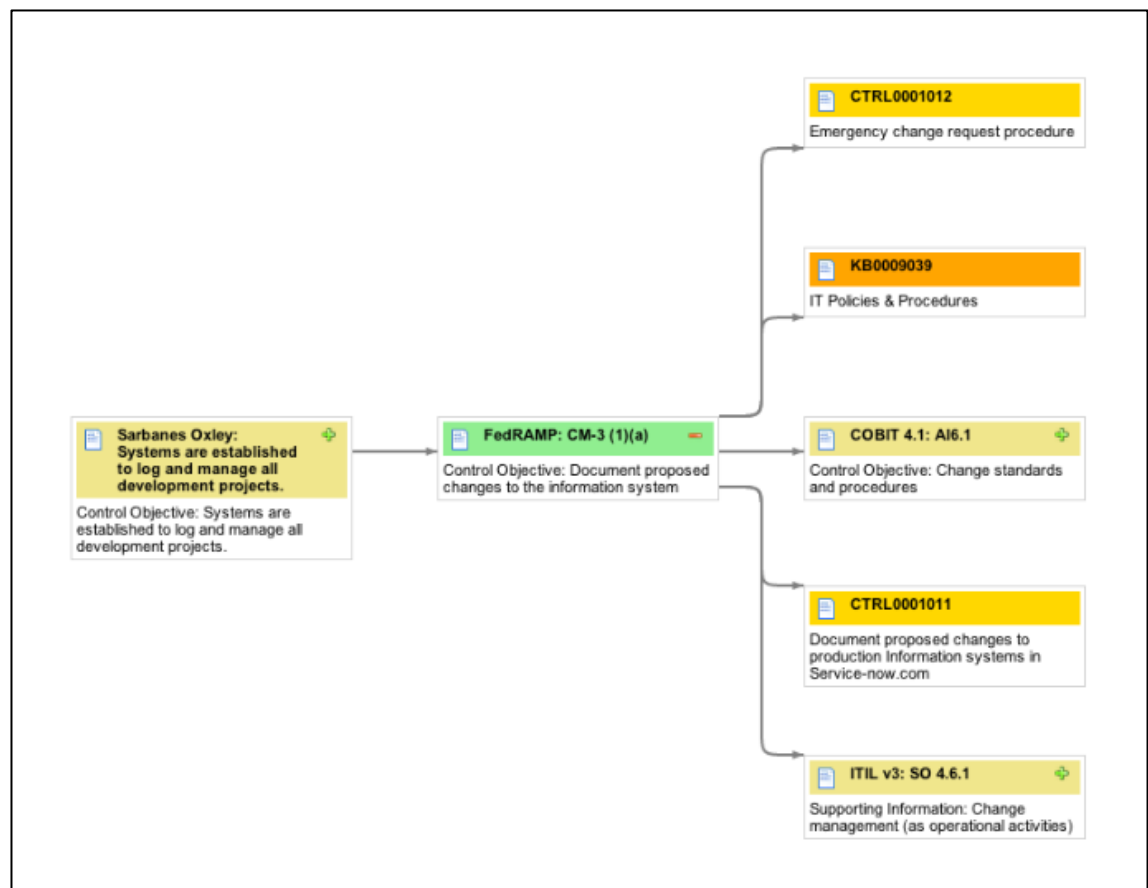 CTRL0001012
Emergency change request procedure
KB0009039
IT Policies & Procedures
Sarbanes Oxley:
Systems are established
to log and manage all
development projects.
Control Objective: Systems are
established to log and manage all
development projects.
FedRAMP: CM-3 (1)(a)
Control Objective: Document proposed
changes to the information system
COBIT 4.1: AI6.1
Control Objective: Change standards
and procedures
CTRL0001011
Document proposed changes to
production Information systems in
Service-now.com
ITIL v3: SO 4.6.1
Supporting Information: Change
management (as operational activities)